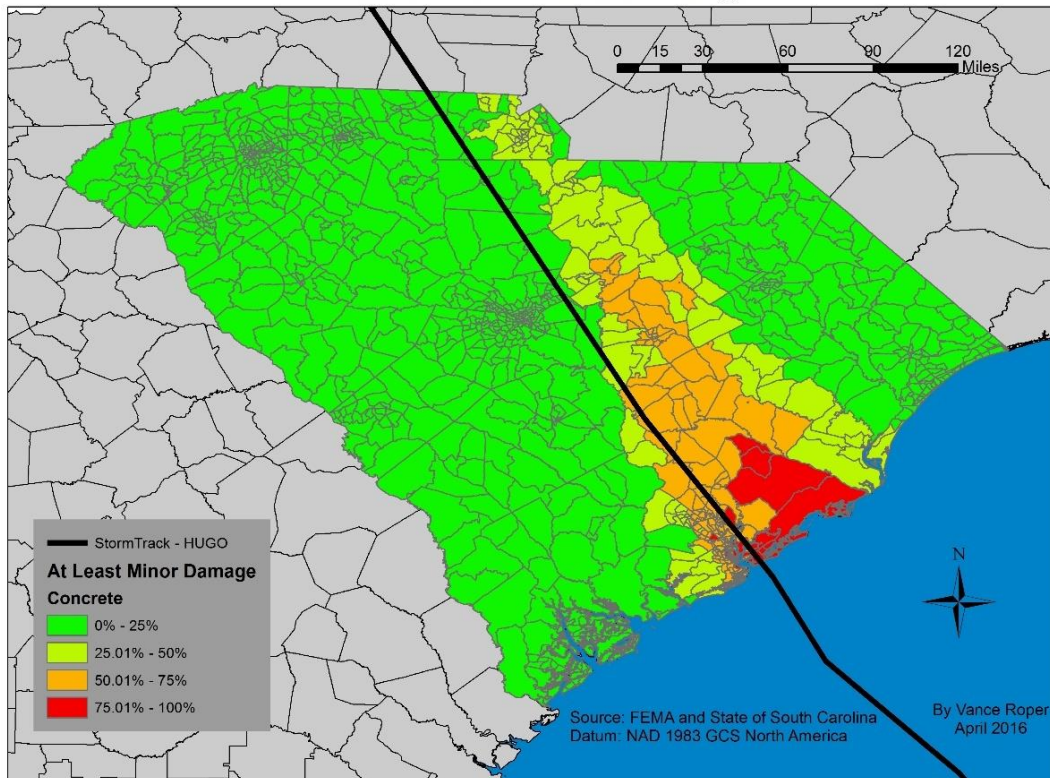 0 15 30 60 90 120
Miles
N
StormTrack - HUGO
At Least Minor Damage
Concrete
0% - 25%
25.01% - 50%
50.01% - 75%
75.01% - 100%
Source: FEMA and State of South Carolina
Datum: NAD 1983 GCS North America
By Vance Roper
April 2016